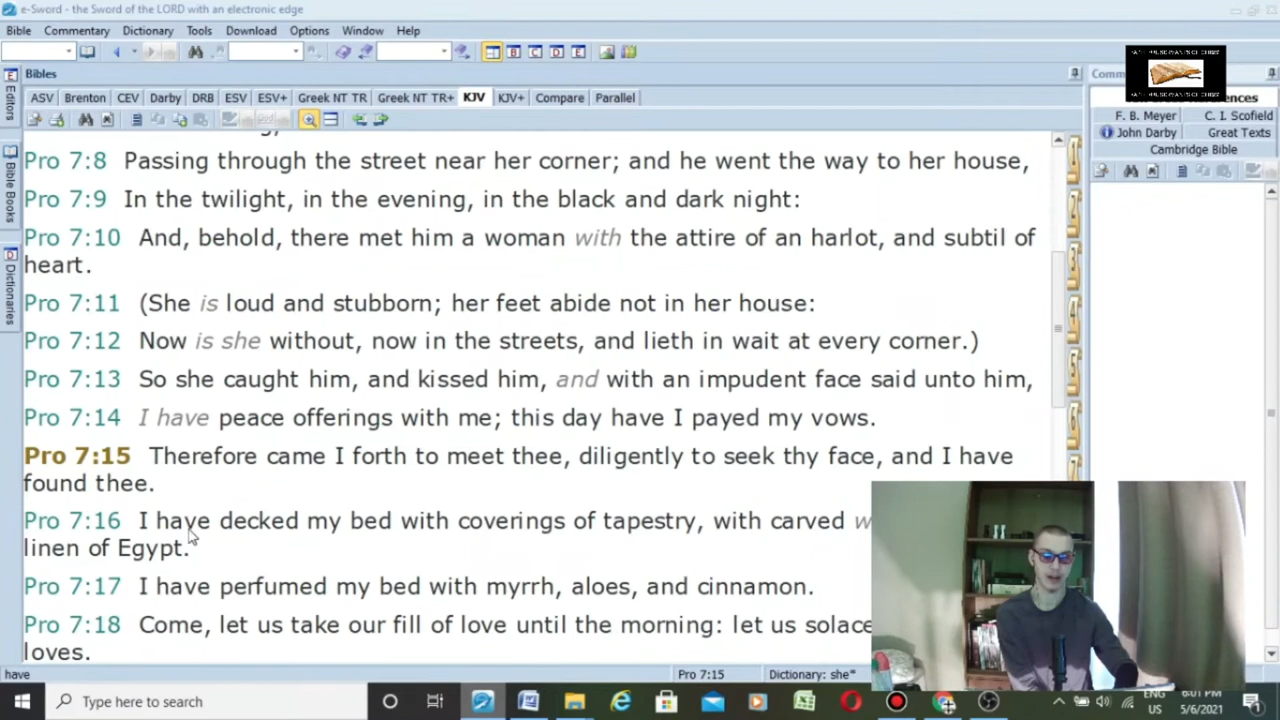 e-Sword - the Sword of the LORD with an electronic edge
Bible Commentary Dictionary Tools Download Options Window Help
Bibles
ASV Brenton CEV Darby DRB ESV ESV+ Greek NT TR Greek NT TR+ KJV KJV+ Compare Parallel
F. B. Meyer C. I. Scofield
John Darby Great Texts
Cambridge Bible
Editors
Bible Books
Dictionaries
Pro 7:8 Passing through the street near her corner; and he went the way to her house,
Pro 7:9 In the twilight, in the evening, in the black and dark night:
Pro 7:10 And, behold, there met him a woman with the attire of an harlot, and subtil of
heart.
Pro 7:11 (She is loud and stubborn; her feet abide not in her house:
Pro 7:12 Now is she without, now in the streets, and lieth in wait at every corner.)
Pro 7:13 So she caught him, and kissed him, and with an impudent face said unto him,
Pro 7:14 I have peace offerings with me; this day have I payed my vows.
Pro 7:15 Therefore came I forth to meet thee, diligently to seek thy face, and I have
found thee.
Pro 7:16 I have decked my bed with coverings of tapestry, with carved
linen of Egypt.
Pro 7:17 I have perfumed my bed with myrrh, aloes, and cinnamon.
Pro 7:18 Come, let us take our fill of love until the morning: let us solace
loves.
have Pro 7:15 Dictionary: she*
Type here to search
ENG
US
6:01 PM
5/6/2021